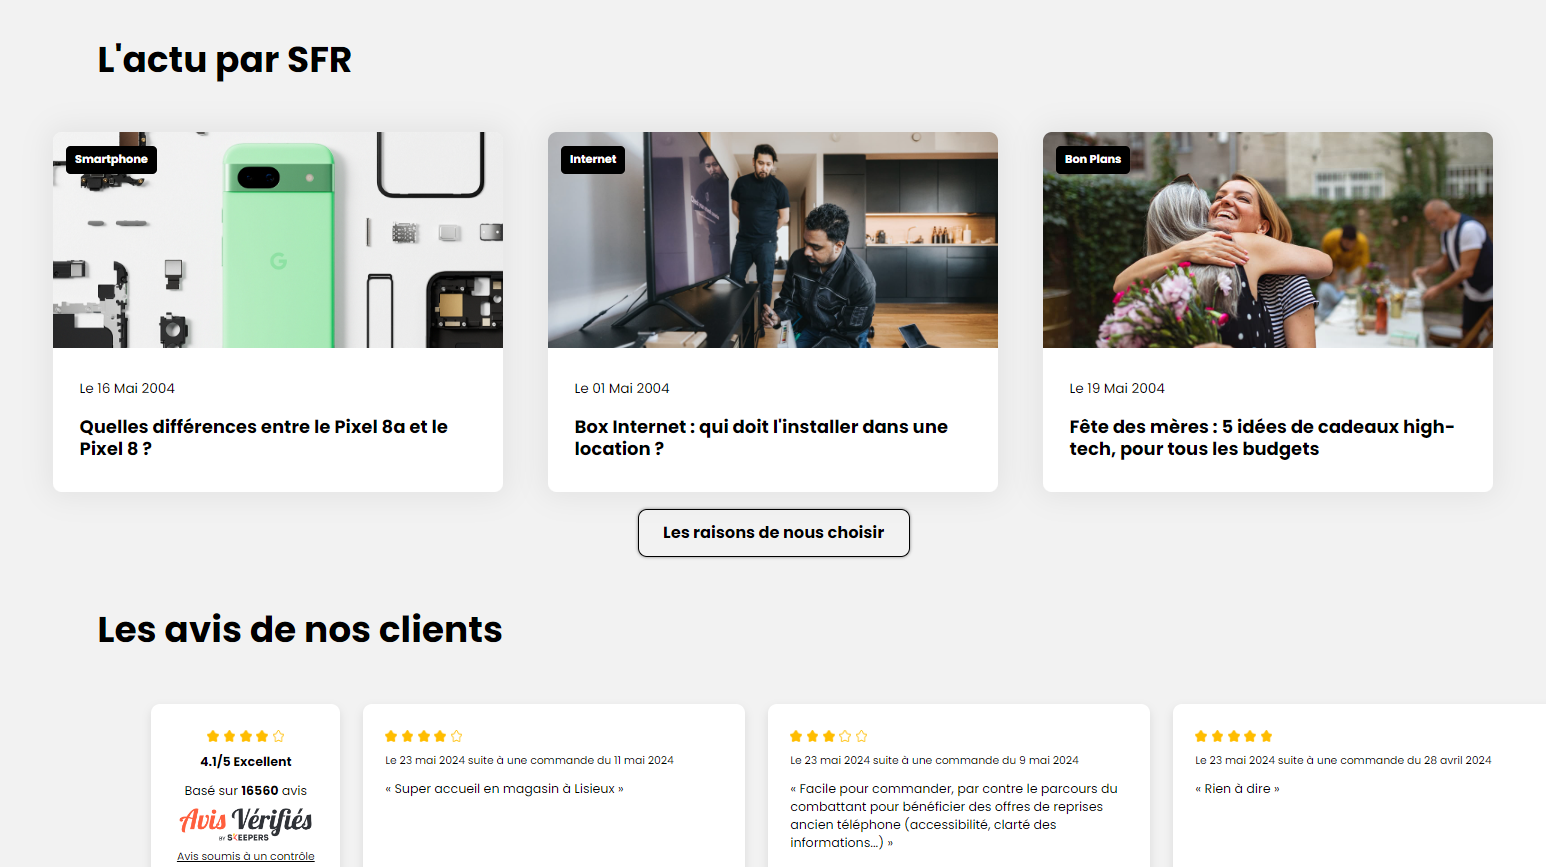 L'actu par SFR
Smartphone
Internet
Bon Plans
Le 16 Mai 2004
Quelles différences entre le Pixel 8a et le
Pixel 8 ?
Le 01 Mai 2004
Box Internet : qui doit l'installer dans une
location ?
Le 19 Mai 2004
Fête des mères : 5 idées de cadeaux high-
tech, pour tous les budgets
Les raisons de nous choisir
Les avis de nos clients
4.1/5 Excellent
Basé sur 16560 avis
Avis Vérifiés
BY SKEEPERS
Avis soumis à un contrôle
Le 23 mai 2024 suite à une commande du 11 mai 2024
« Super accueil en magasin à Lisieux »
Le 23 mai 2024 suite à une commande du 9 mai 2024
« Facile pour commander, par contre le parcours du
combattant pour bénéficier des offres de reprises
ancien téléphone (accessibilité, clarté des
informations...) »
Le 23 mai 2024 suite à une commande du 28 avril 2024
« Rien à dire »